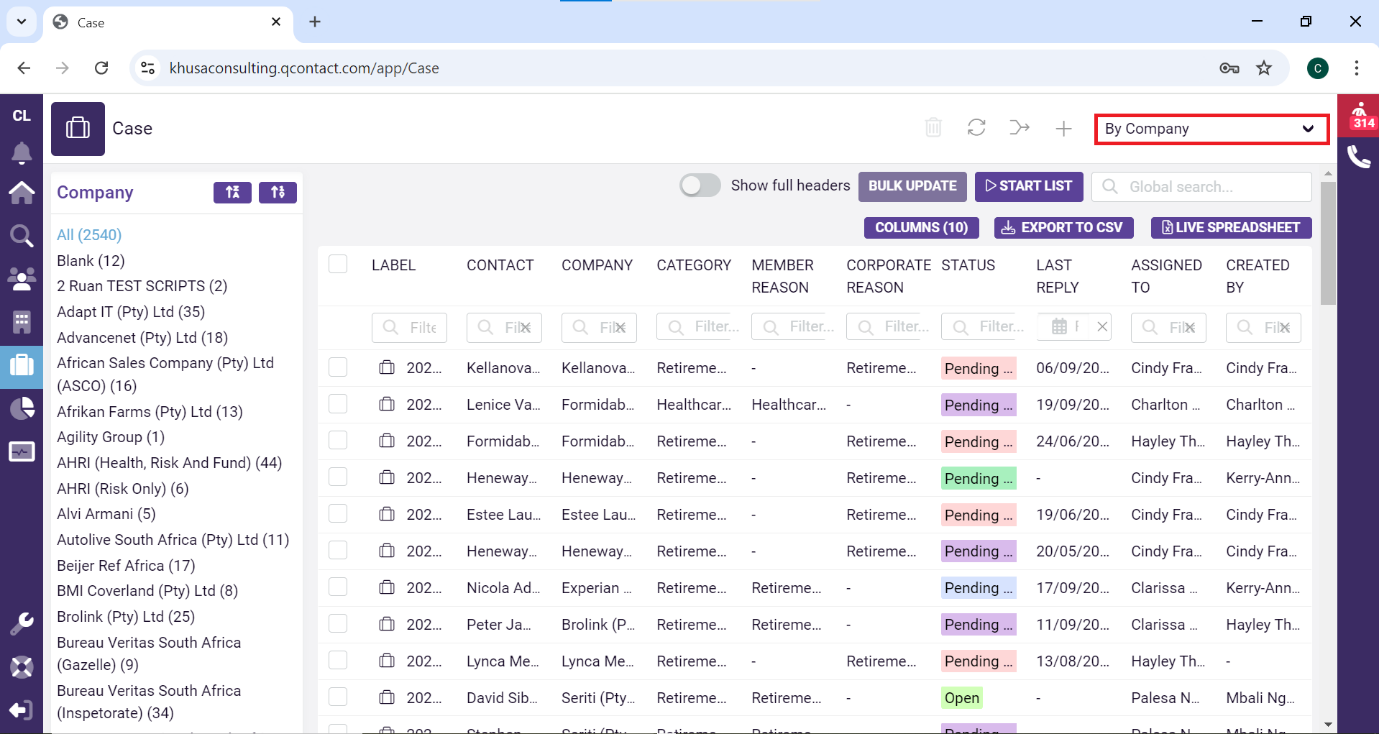 Case
khusaconsulting.qcontact.com/app/Case
C
CL
Case
By Company
314
Company
Show full headers
BULK UPDATE
START LIST
Global search...
All (2540)
Blank (12)
2 Ruan TEST SCRIPTS (2)
Adapt IT (Pty) Ltd (35)
Advancenet (Pty) Ltd (18)
African Sales Company (Pty) Ltd
(ASCO) (16)
Afrikan Farms (Pty) Ltd (13)
Agility Group (1)
AHRI (Health, Risk And Fund) (44)
AHRI (Risk Only) (6)
Alvi Armani (5)
Autolive South Africa (Pty) Ltd (11)
Beijer Ref Africa (17)
BMI Coverland (Pty) Ltd (8)
Brolink (Pty) Ltd (25)
Bureau Veritas South Africa
(Gazelle) (9)
Bureau Veritas South Africa
(Inspetorate) (34)
COLUMNS (10)
EXPORT TO CSV
LIVE SPREADSHEET
LABEL CONTACT COMPANY CATEGORY MEMBER CORPORATE STATUS LAST ASSIGNED CREATED
REASON REASON REPLY TO BY
Filter... Filter... Filter... Filter...
202... Kellanova... Kellanova... Retireme... - Retireme... Pending ... 06/09/20... Cindy Fra... Cindy Fra...
202... Lenice Va... Formidab... Healthcar... Healthcar... - Pending ... 19/09/20... Charlton ... Charlton ...
202... Formidab... Formidab... Retireme... - Retireme... Pending ... 24/06/20... Hayley Th... Hayley Th...
202... Heneway... Heneway... Retireme... - Retireme... Pending ... - Cindy Fra... Kerry-Ann...
202... Estee Lau... Estee Lau... Retireme... - Retireme... Pending ... 19/06/20... Cindy Fra... Cindy Fra...
202... Heneway... Heneway... Retireme... - Retireme... Pending ... 20/05/20... Cindy Fra... Cindy Fra...
202... Nicola Ad... Experian ... Retireme... Retireme... - Pending ... 17/09/20... Clarissa ... Kerry-Ann...
202... Peter Ja... Brolink (P... Retireme... Retireme... - Pending ... 11/09/20... Clarissa ... Hayley Th...
202... Lynca Me... Lynca Me... Retireme... - Retireme... Pending ... 13/08/20... Hayley Th... -
202... David Sib... Seriti (Pty... Retireme... Retireme... - Open - Palesa N... Mbali Ng...